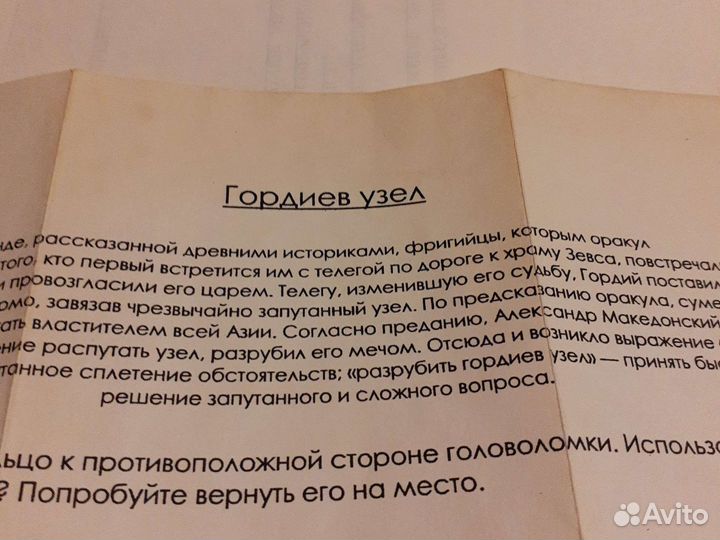 Гордиев узел
нде, рассказанной древними историками, фригийцы, которым оракул
того, кто первый встретится им с телегой по дороге к храму Зевса, повстречал
и провозгласили его царем. Телегу, изменившую его судьбу, Гордий поставил
омо, завязав чрезвычайно запутанный узел. По предсказанию оракула, суме
ать властителем всей Азии. Согласно преданию, Александр Македонский
ение распутать узел, разрубил его мечом. Отсюда и возникло выражение
танное сплетение обстоятельств; «разрубить гордиев узел» — принять быс
решение запутанного и сложного вопроса.
льцо к противоположной стороне головоломки. Использо
? Попробуйте вернуть его на место.
Avito